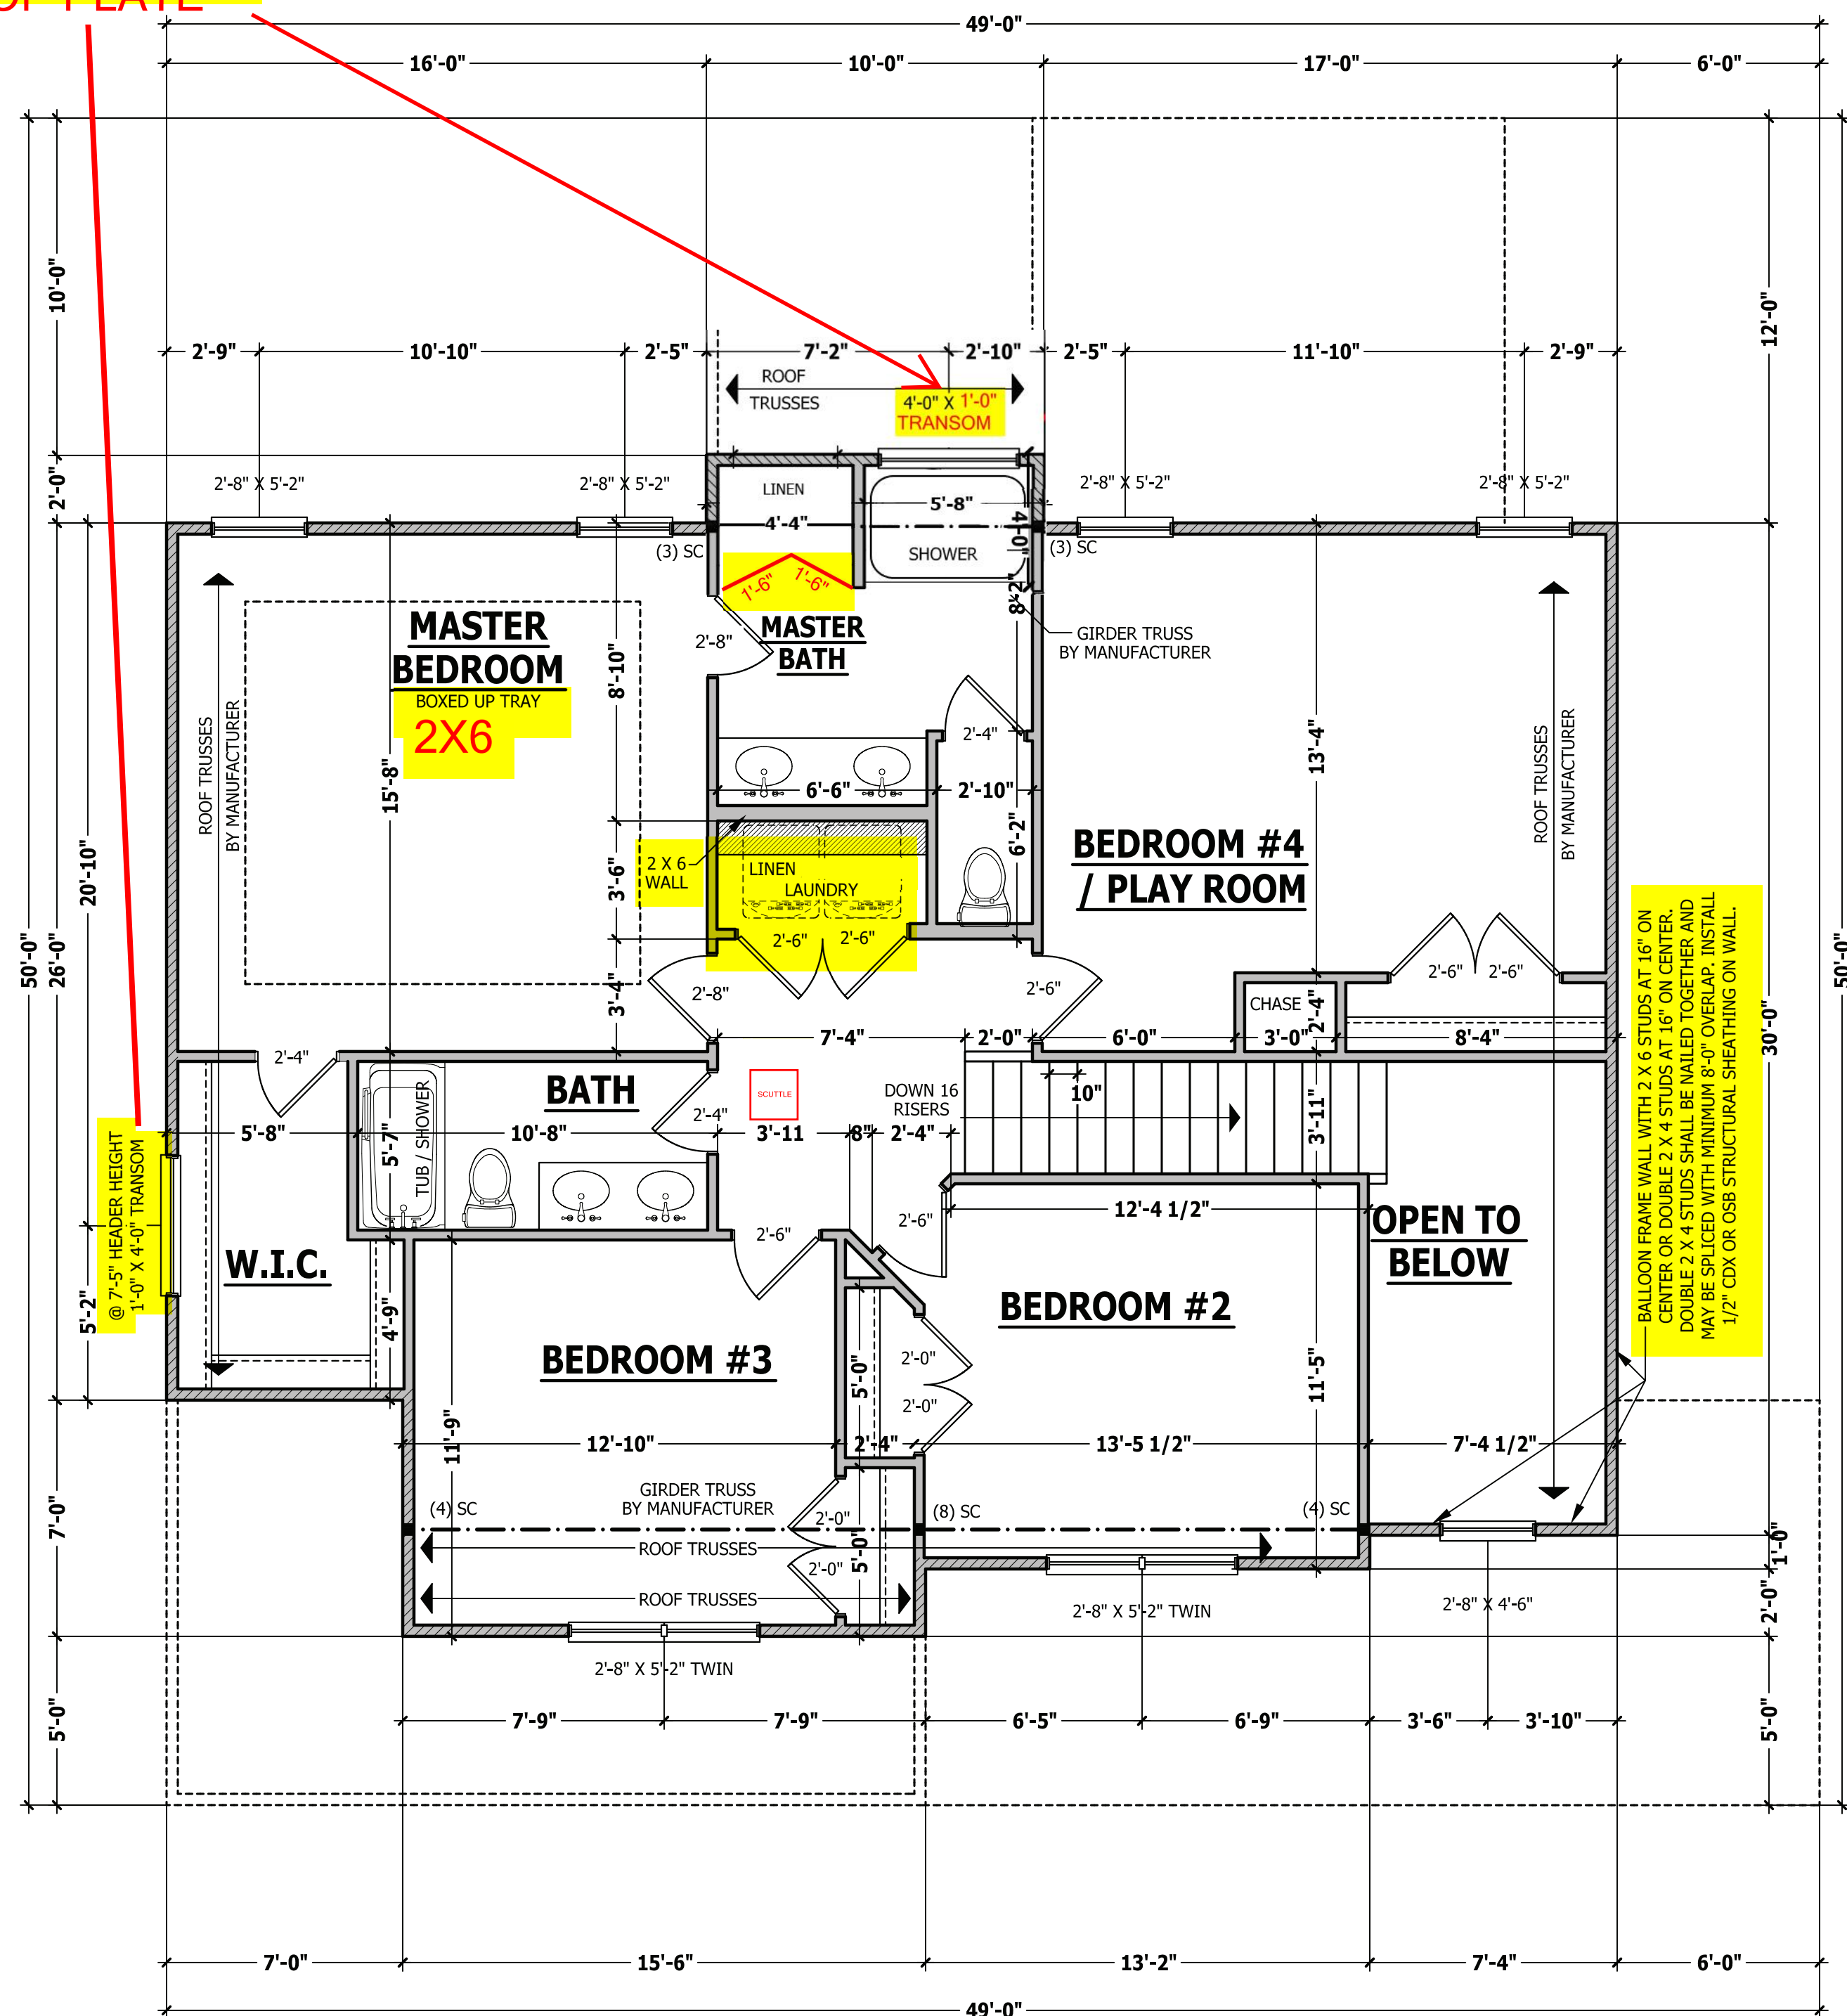 OF PLATE
49'-0"
16'-0"
10'-0"
17'-0"
6'-0"
10'-0"
12'-0"
2'-9"
10'-10"
2'-5"
7'-2"
2'-10"
2'-5"
11'-10"
2'-9"
ROOF
TRUSSES
4'-0" X 1'-0"
TRANSOM
2'-0"
2'-8" X 5'-2"
2'-8" X 5'-2"
2'-8" X 5'-2"
2'-8" X 5'-2"
LINEN
4'-4"
5'-8"
4'-0"
SHOWER
(3) SC
(3) SC
1'-6"
1'-6"
8'-2"
MASTER
BEDROOM
BOXED UP TRAY
2X6
2'-8"
MASTER
BATH
GIRDER TRUSS
BY MANUFACTURER
8'-10"
15'-8"
13'-4"
ROOF TRUSSES
BY MANUFACTURER
ROOF TRUSSES
BY MANUFACTURER
2'-4"
6'-6"
2'-10"
6'-2"
20'-10"
2 X 6
WALL
3'-6"
LINEN
LAUNDRY
2'-6"
2'-6"
BEDROOM #4
/ PLAY ROOM
50'-0"
26'-0"
50'-0"
30'-0"
BALLOON FRAME WALL WITH 2 X 6 STUDS AT 16" ON
CENTER OR DOUBLE 2 X 4 STUDS AT 16" ON CENTER.
DOUBLE 2 X 4 STUDS SHALL BE NAILED TOGETHER AND
MAY BE SPLICED WITH MINIMUM 8'-0" OVERLAP. INSTALL
1/2" CDX OR OSB STRUCTURAL SHEATHING ON WALL.
3'-4"
2'-8"
2'-6"
2'-6"
2'-6"
CHASE
2'-4"
7'-4"
2'-0"
6'-0"
3'-0"
8'-4"
2'-4"
BATH
TUB / SHOWER
SCUTTLE
2'-4"
DOWN 16
RISERS
10"
5'-8"
5'-7"
10'-8"
3'-11
8"
2'-4"
3'-11"
@ 7'-5" HEADER HEIGHT
1'-0" X 4'-0" TRANSOM
W.I.C.
5'-2"
4'-9"
2'-6"
2'-6"
12'-4 1/2"
OPEN TO
BELOW
BEDROOM #2
BEDROOM #3
2'-0"
2'-0"
5'-0"
11'-5"
11'-9"
12'-10"
2'-4"
13'-5 1/2"
7'-4 1/2"
GIRDER TRUSS
BY MANUFACTURER
(4) SC
(8) SC
(4) SC
2'-0"
2'-0"
5'-0"
ROOF TRUSSES
ROOF TRUSSES
7'-0"
1'-0"
2'-0"
2'-8" X 5'-2" TWIN
2'-8" X 4'-6"
2'-8" X 5'-2" TWIN
5'-0"
5'-0"
7'-9"
7'-9"
6'-5"
6'-9"
3'-6"
3'-10"
7'-0"
15'-6"
13'-2"
7'-4"
6'-0"
49'-0"